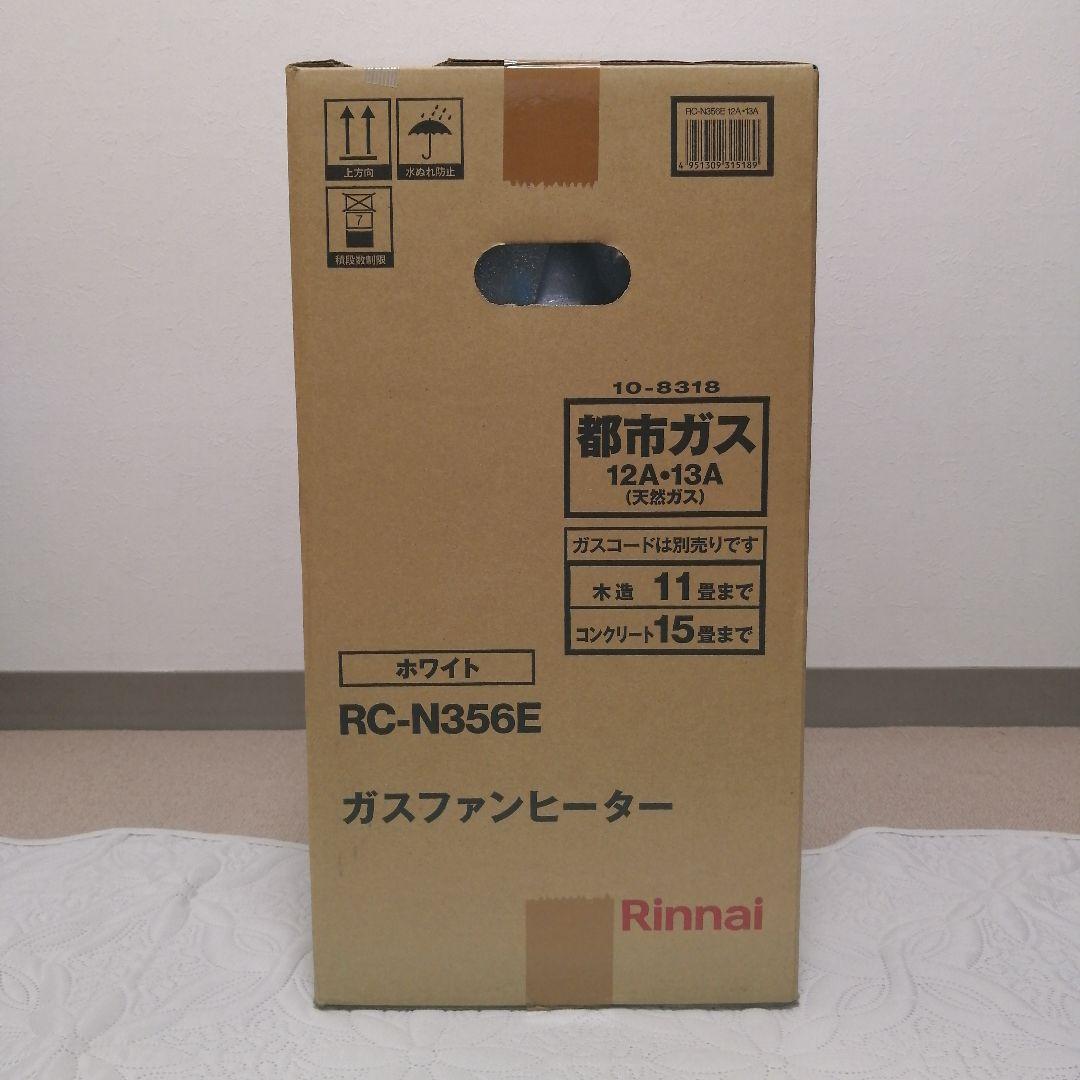 上方向
水ぬれ防止
7
積段数制限
RC-N356E 12A・13A
4 951309 315189
10-8318
都市ガス
12A・13A
(天然ガス)
ガスコードは別売りです
木造 11畳まで
コンクリート15畳まで
ホワイト
RC-N356E
ガスファンヒーター
Rinnai